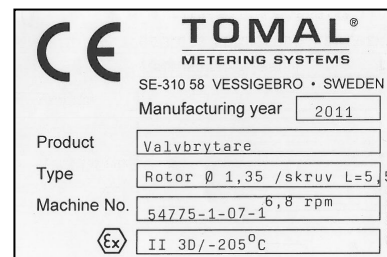 CE
TOMAL®
METERING SYSTEMS
SE-310 58 VESSIGEBRO • SWEDEN
Manufacturing year 2011
Product Valvbrytare
Type Rotor Ø 1,35 /skruv L=5,5
Machine No. 54775-1-07-1 6,8 rpm
Ex II 3D/-205°C